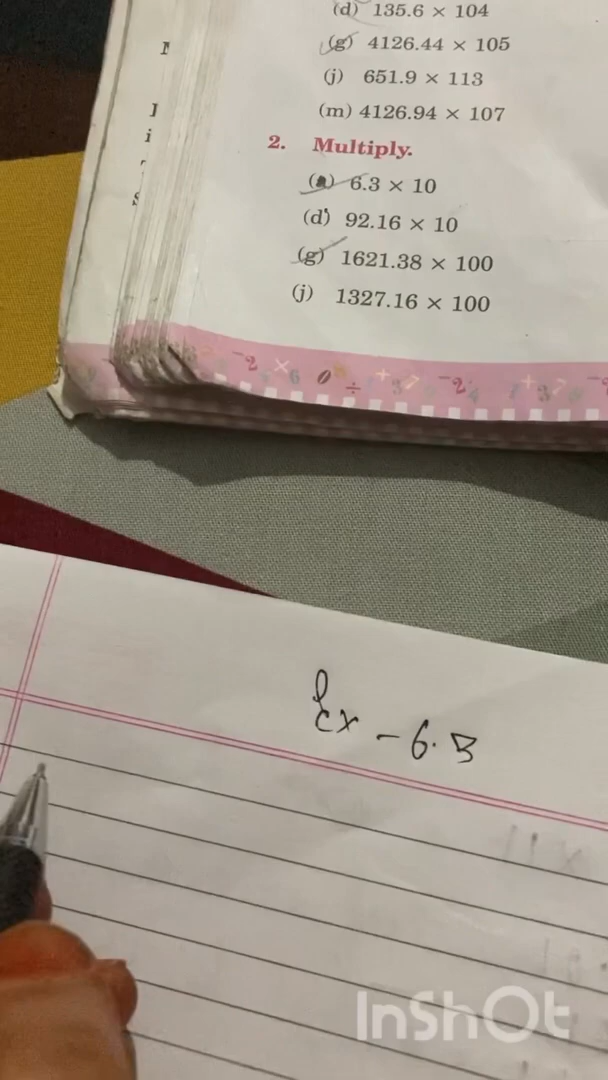 (d) 135.6 × 104
(g) 4126.44 × 105
(j) 651.9 × 113
(m) 4126.94 × 107
2. Multiply.
(a) 6.3 × 10
(d) 92.16 × 10
(g) 1621.38 × 100
(j) 1327.16 × 100
Ex - 6.5
InShOt